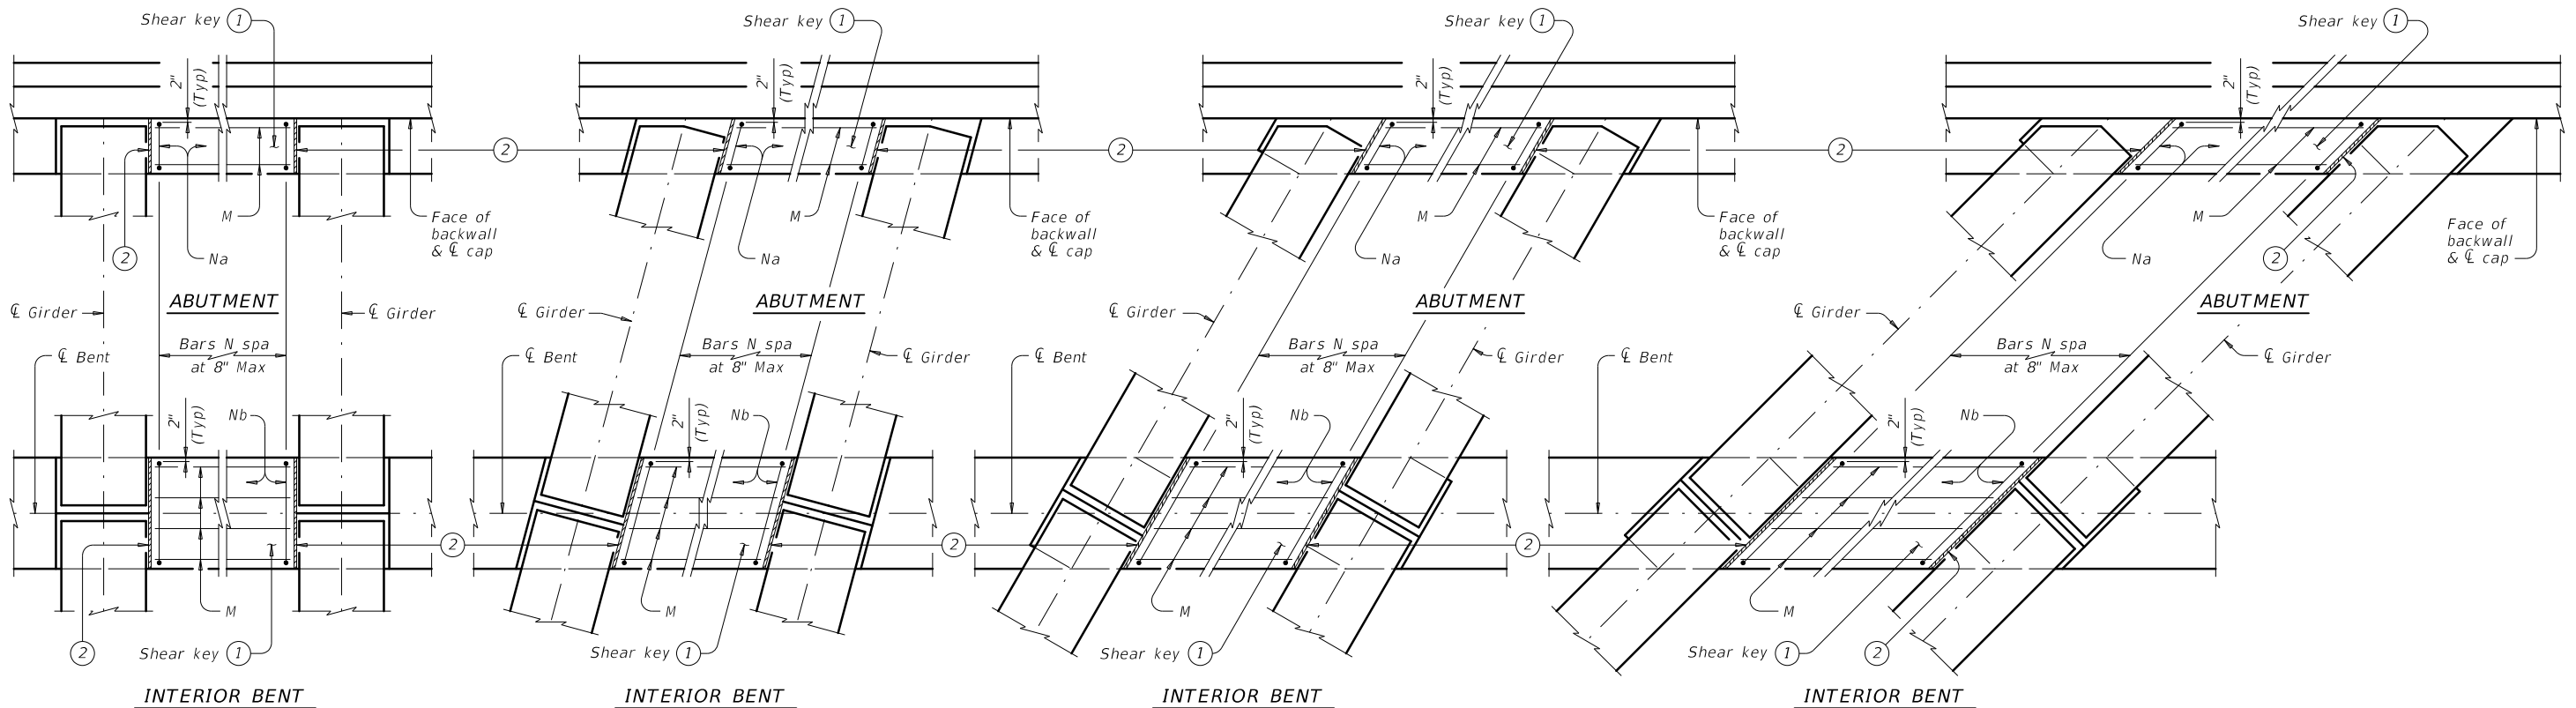 Shear key 1
2"
(Typ)
2
M
Na
Face of
backwall
& ℄ cap
2
ABUTMENT
℄ Girder
℄ Girder
℄ Bent
Bars N spa
at 8" Max
2"
(Typ)
Nb
M
2
Shear key 1
2
INTERIOR BENT
Shear key 1
2"
(Typ)
2
M
Na
Face of
backwall
& ℄ cap
ABUTMENT
℄ Girder
℄ Girder
℄ Bent
Bars N spa
at 8" Max
2"
(Typ)
Nb
M
2
Shear key 1
INTERIOR BENT
Shear key 1
2"
(Typ)
2
M
Na
Face of
backwall
& ℄ cap
ABUTMENT
℄ Girder
℄ Girder
℄ Bent
Bars N spa
at 8" Max
2"
(Typ)
Nb
M
2
Shear key 1
INTERIOR BENT
Shear key 1
2"
(Typ)
M
Na
2
Face of
backwall
& ℄ cap
ABUTMENT
℄ Girder
℄ Girder
℄ Bent
Bars N spa
at 8" Max
2"
(Typ)
Nb
M
Shear key 1
2
INTERIOR BENT